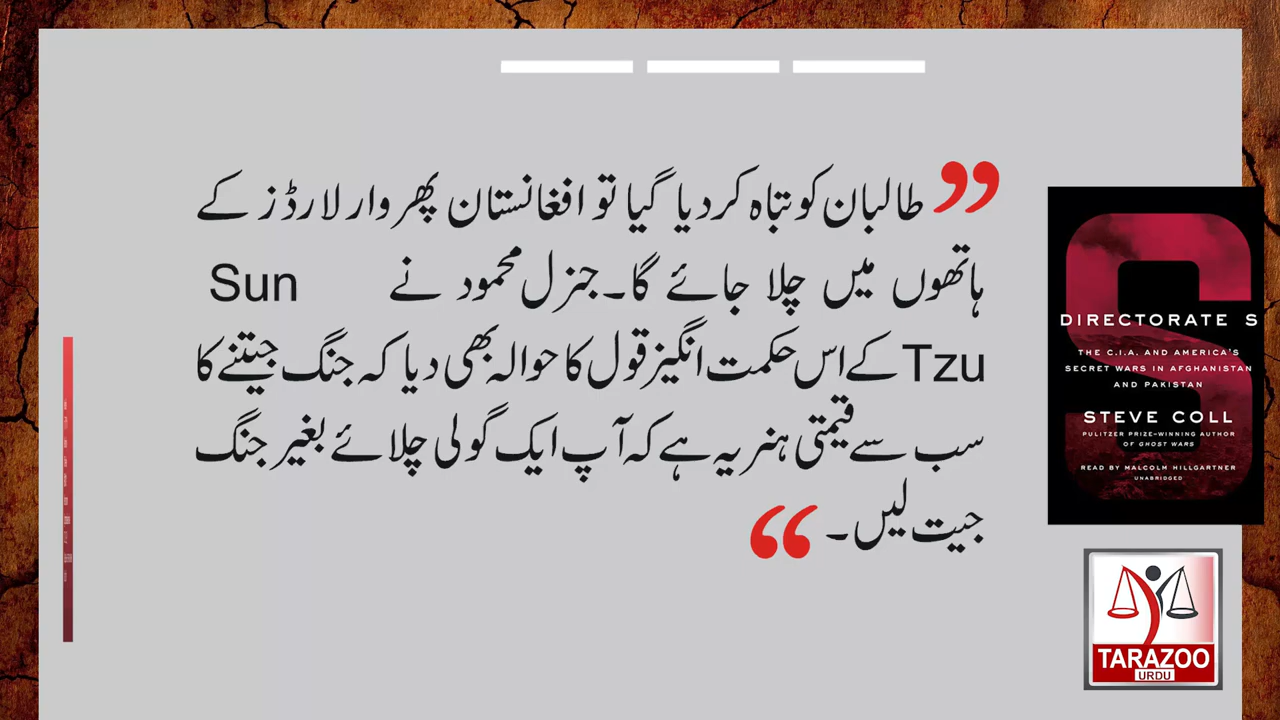 ”طالبان کو تباہ کردیا گیا تو افغانستان پھر وار لارڈز کے
ہاتھوں میں چلا جائے گا۔ جنرل محمود نے Sun
Tzu کے اس حکمت انگیز قول کا حوالہ بھی دیا کہ جنگ جیتنے کا
سب سے قیمتی ہنر یہ ہے کہ آپ ایک گولی چلائے بغیر جنگ
جیت لیں۔“
DIRECTORATE S
THE C.I.A. AND AMERICA'S
SECRET WARS IN AFGHANISTAN
AND PAKISTAN
STEVE COLL
PULITZER PRIZE-WINNING AUTHOR
OF GHOST WARS
READ BY MALCOLM HILLGARTNER
UNABRIDGED
TARAZOO
URDU